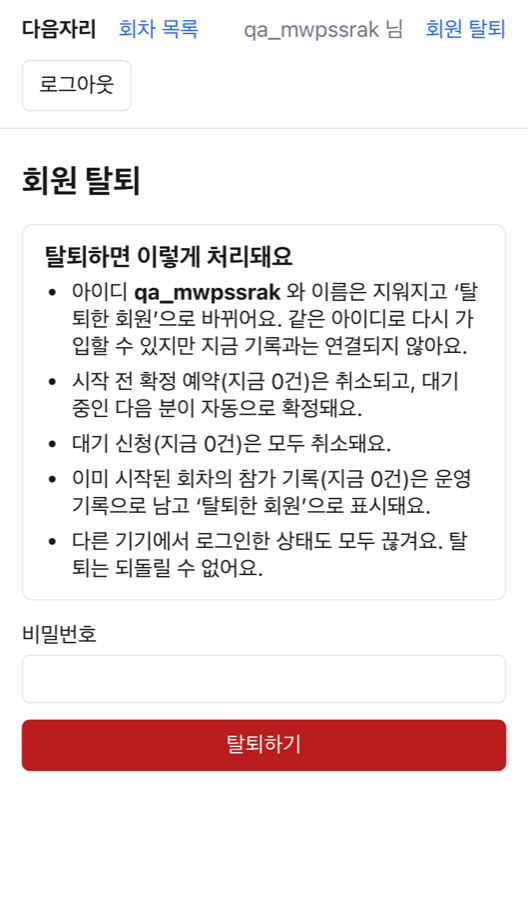 다음자리 회차 목록 qa_mwpssrak 님 회원 탈퇴
로그아웃
회원 탈퇴
탈퇴하면 이렇게 처리돼요
• 아이디 qa_mwpssrak 와 이름은 지워지고 ‘탈
퇴한 회원’으로 바뀌어요. 같은 아이디로 다시 가
입할 수 있지만 지금 기록과는 연결되지 않아요.
• 시작 전 확정 예약(지금 0건)은 취소되고, 대기
중인 다음 분이 자동으로 확정돼요.
• 대기 신청(지금 0건)은 모두 취소돼요.
• 이미 시작된 회차의 참가 기록(지금 0건)은 운영
기록으로 남고 ‘탈퇴한 회원’으로 표시돼요.
• 다른 기기에서 로그인한 상태도 모두 끊겨요. 탈
퇴는 되돌릴 수 없어요.
비밀번호
탈퇴하기